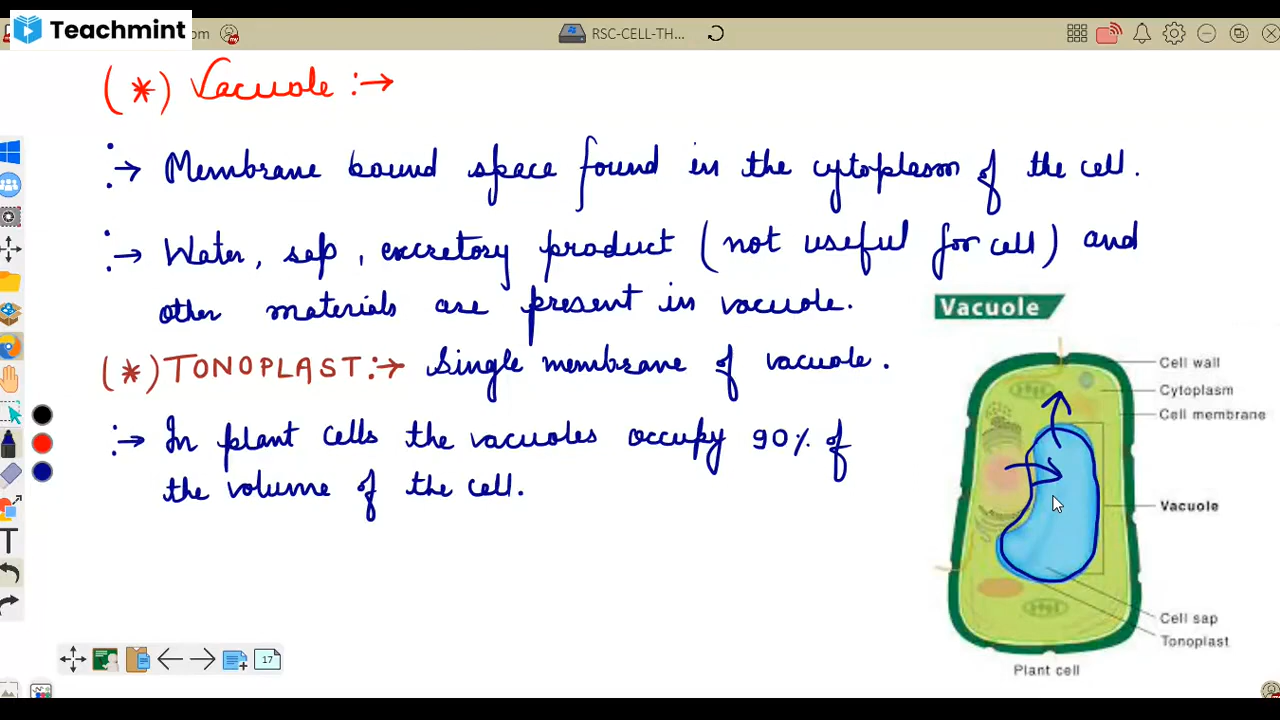 Teachmint
om
RSC-CELL-TH...
(*) Vacuole :→
:→ Membrane bound space found in the cytoplasm of the cell.
:→ Water, sap, excretory product (not useful for cell) and
other materials are present in vacuole.
Vacuole
(*) TONOPLAST :→ Single membrane of vacuole.
:→ In plant cells the vacuoles occupy 90% of
the volume of the cell.
Cell wall
Cytoplasm
Cell membrane
Vacuole
Cell sap
Tonoplast
Plant cell
T
17